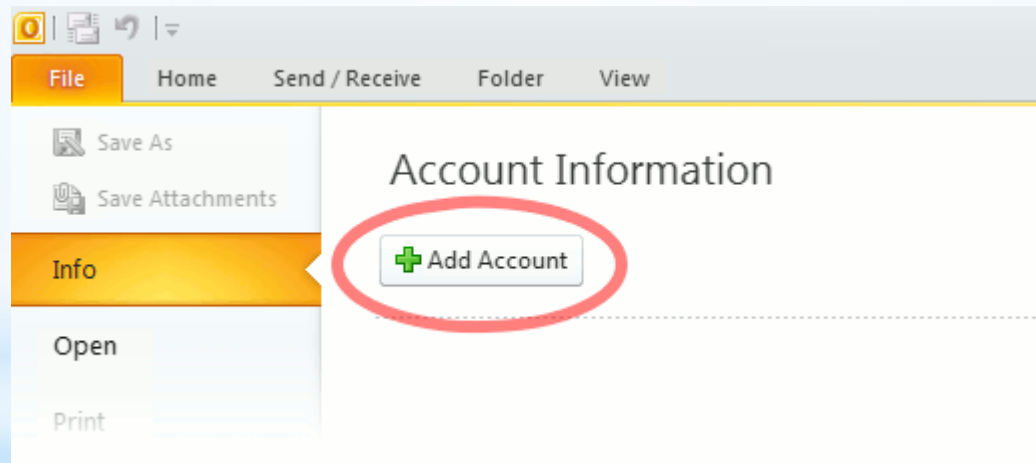 File Home Send / Receive Folder View
Save As
Account Information
Save Attachments
Add Account
Info
Open
Print